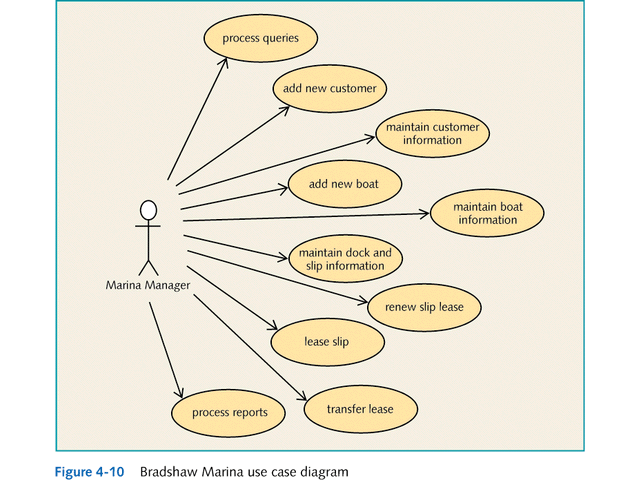 process queries
add new customer
maintain customer
information
add new boat
maintain boat
information
maintain dock and
slip information
Marina Manager
renew slip lease
lease slip
transfer lease
process reports
Figure 4-10 Bradshaw Marina use case diagram